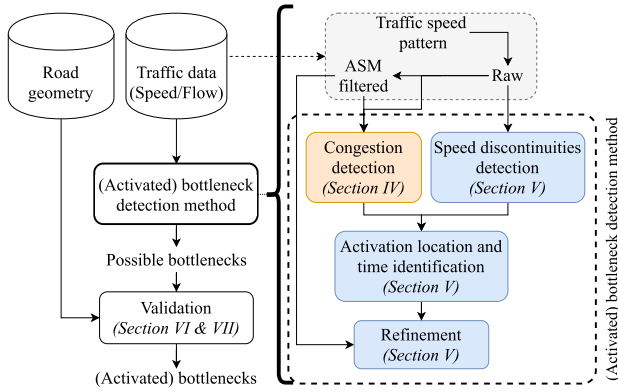 Road
geometry
Traffic data
(Speed/Flow)
(Activated) bottleneck
detection method
Possible bottlenecks
Validation
(Section VI & VII)
(Activated) bottlenecks
Traffic speed
pattern
ASM
filtered
Raw
Congestion
detection
(Section IV)
Speed discontinuities
detection
(Section V)
Activation location and
time identification
(Section V)
Refinement
(Section V)
(Activated) bottleneck detection method